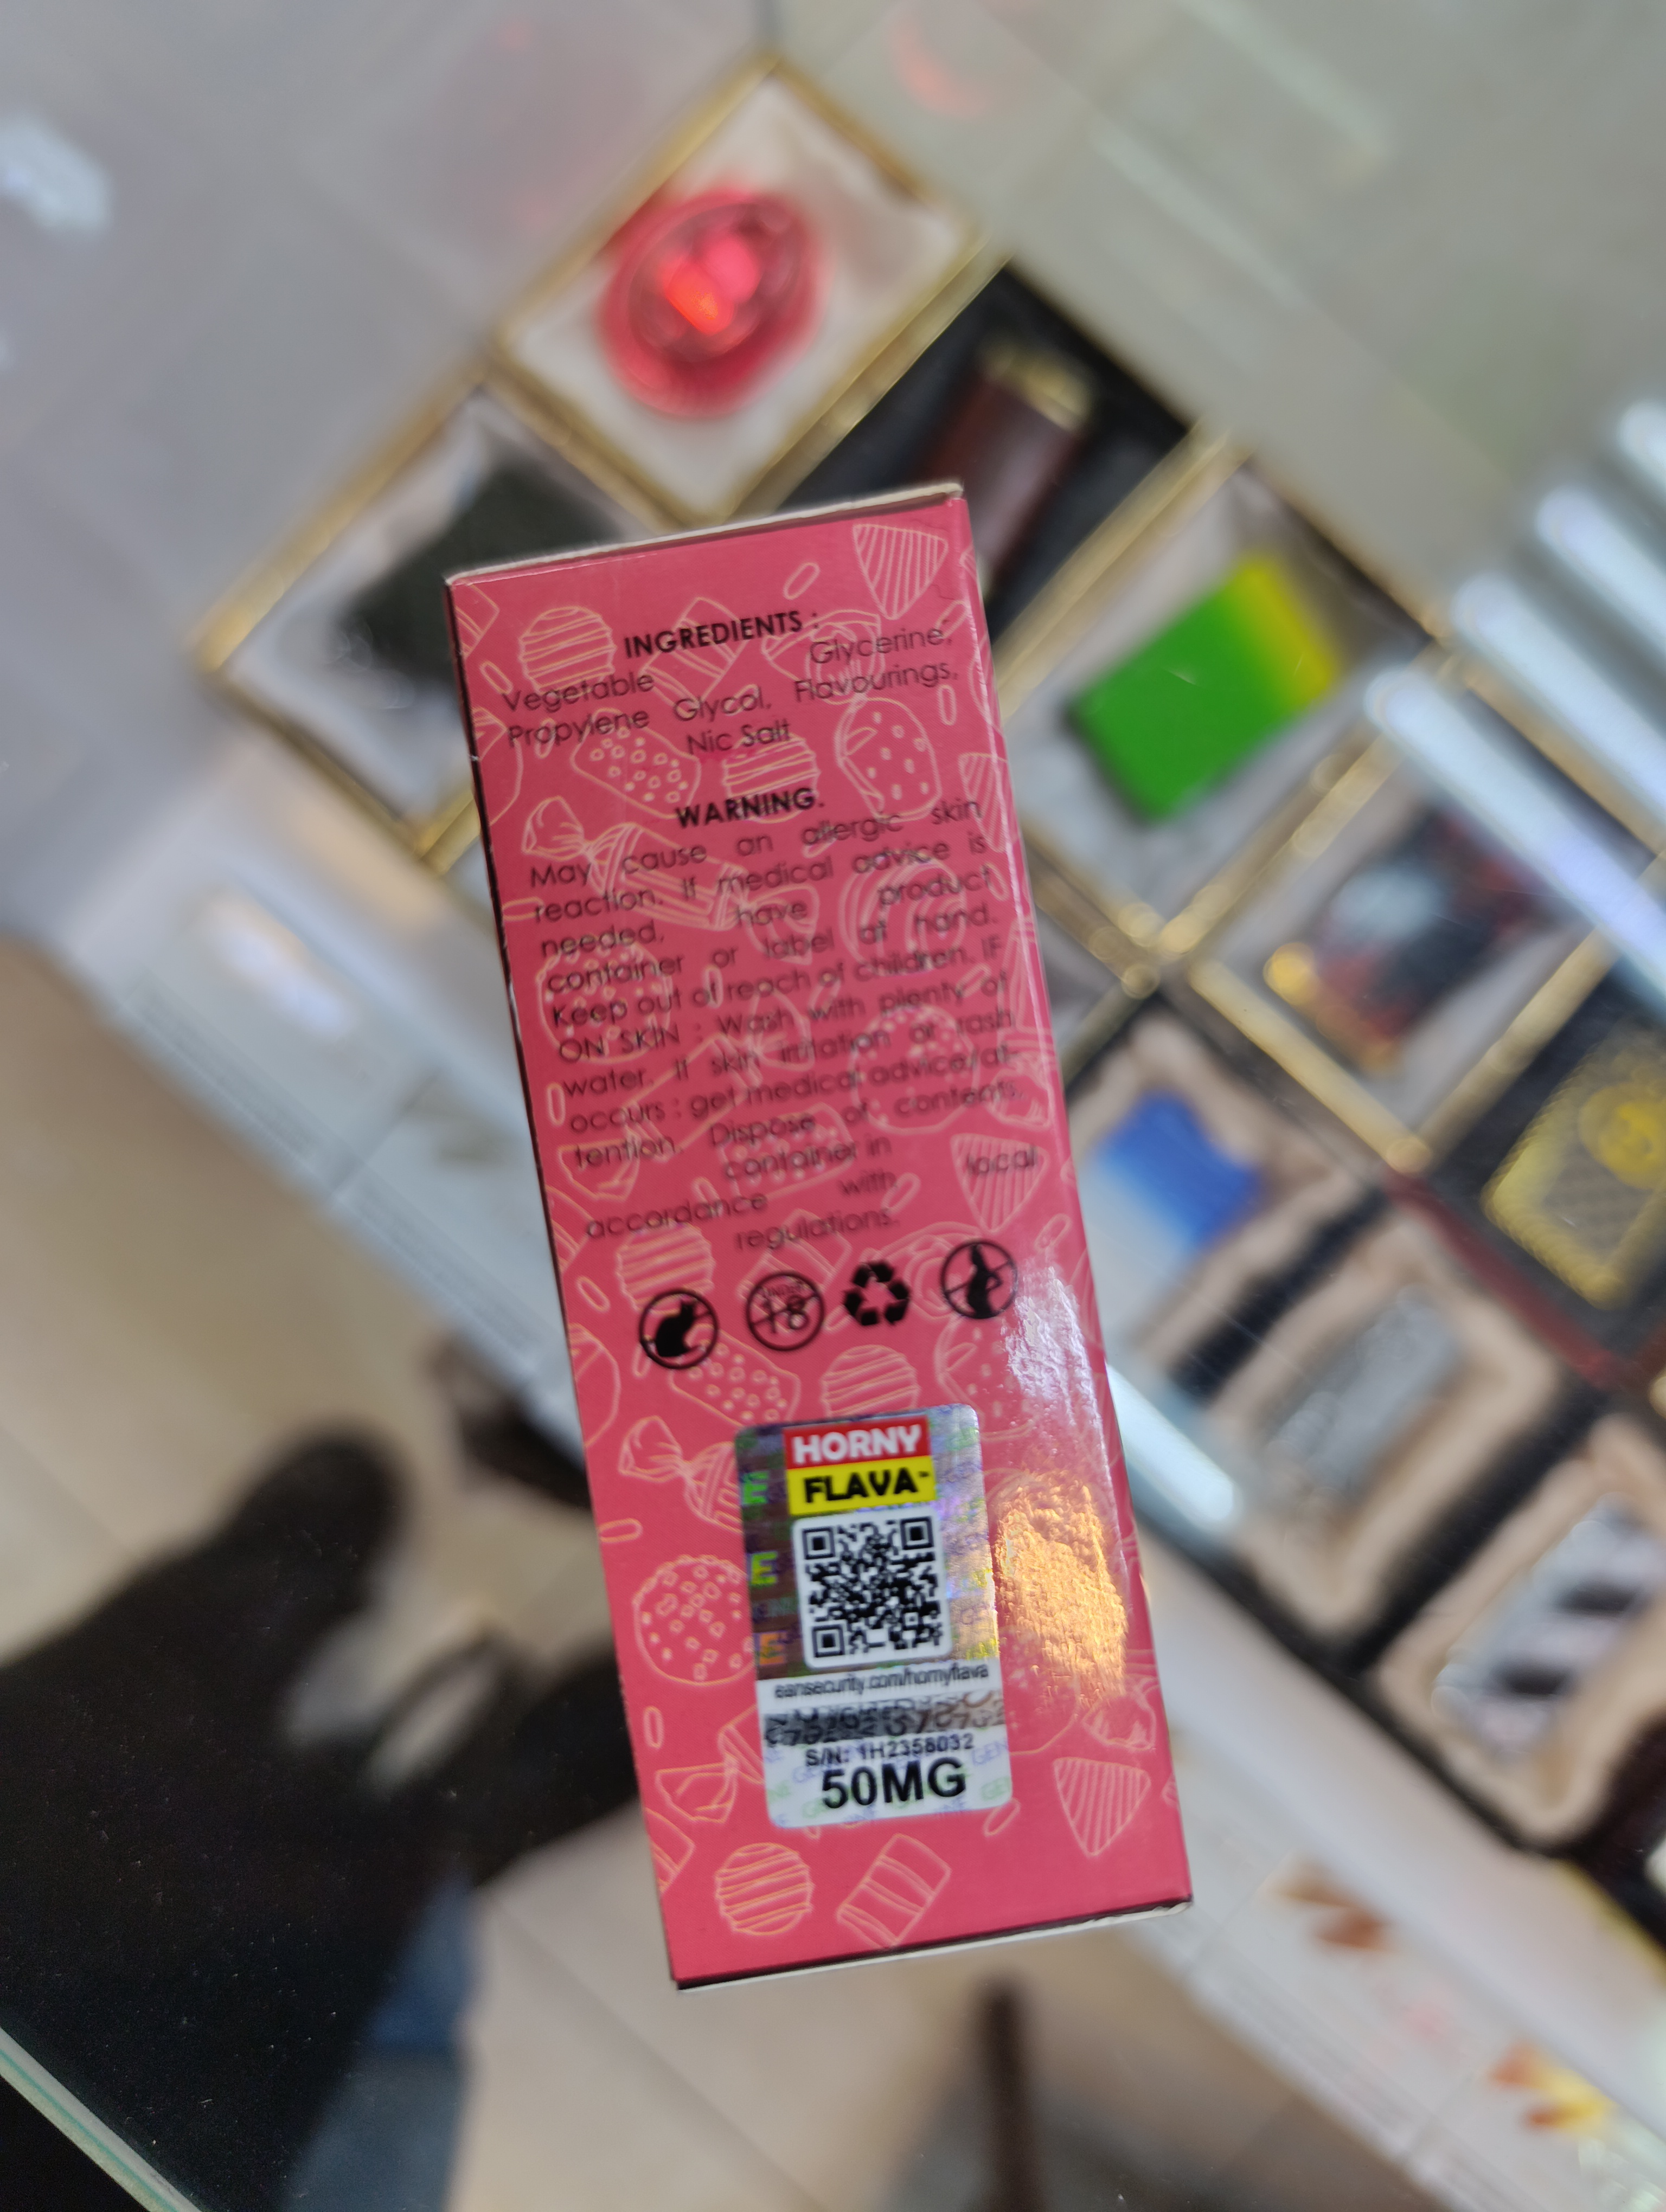 INGREDIENTS :
Vegetable Glycerine,
Propylene Glycol, Flavourings,
Nic Salt
WARNING.
May cause an allergic skin
reaction. If medical advice is
needed, have product
container or label at hand.
Keep out of reach of children. IF
ON SKIN : Wash with plenty of
water. If skin irritation or rash
occurs : get medical advice/at-
tention. Dispose of contents,
container in
accordance with local
regulations.
18
HORNY
FLAVA™
eansecurity.com/hornyflava
S/N: 1H2358032
50MG